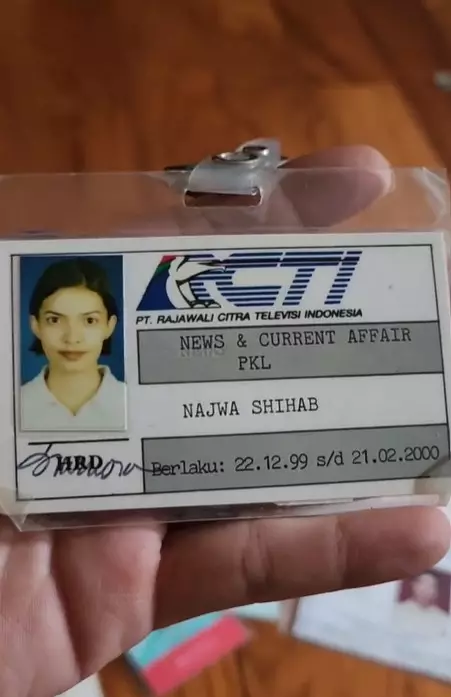 RCTI
PT. RAJAWALI CITRA TELEVISI INDONESIA
NEWS & CURRENT AFFAIR
PKL
NAJWA SHIHAB
HRD
Berlaku: 22.12.99 s/d 21.02.2000